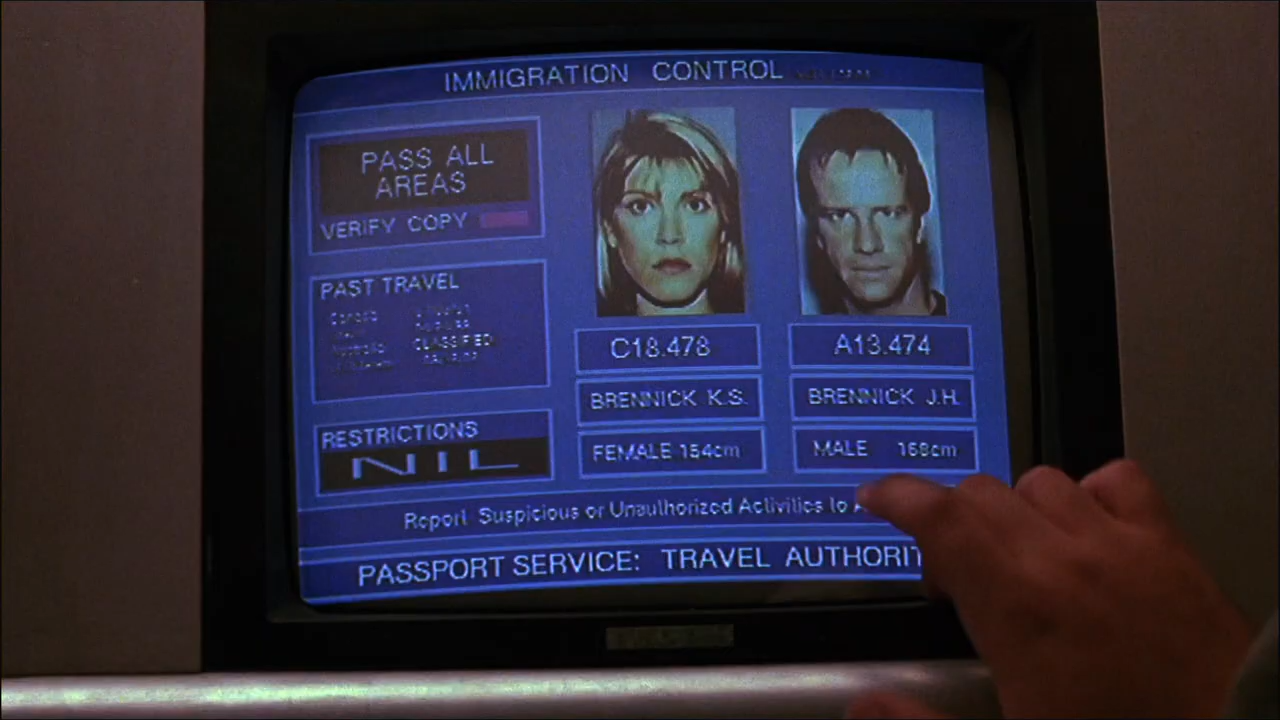 IMMIGRATION CONTROL
PASS ALL
AREAS
VERIFY COPY
PAST TRAVEL
CLASSIFIED
RESTRICTIONS
NIL
C18.478
BRENNICK K.S.
FEMALE 154cm
A13.474
BRENNICK J.H.
MALE 168cm
Report Suspicious or Unauthorized Activities to A
PASSPORT SERVICE: TRAVEL AUTHORIT